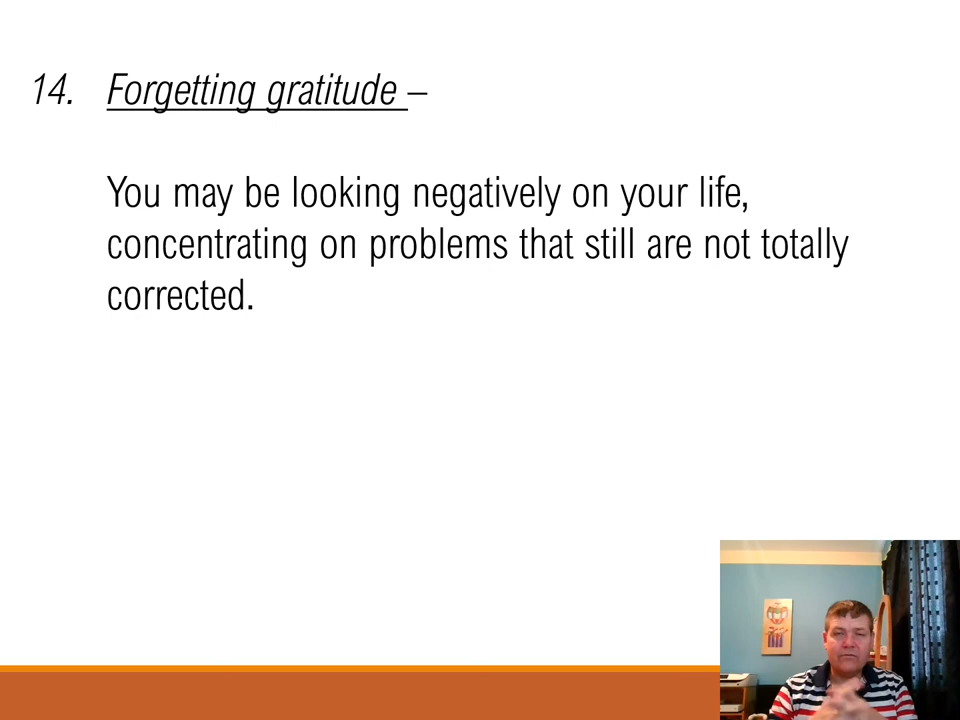 14. Forgetting gratitude –
You may be looking negatively on your life,
concentrating on problems that still are not totally
corrected.